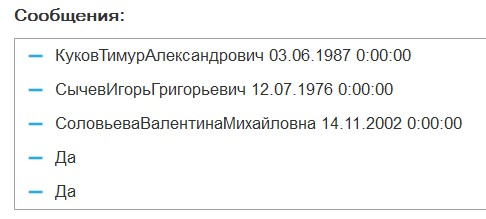 Сообщения:
КуковТимурАлександрович 03.06.1987 0:00:00
СычевИгорьГригорьевич 12.07.1976 0:00:00
СоловьеваВалентинаМихайловна 14.11.2002 0:00:00
Да
Да